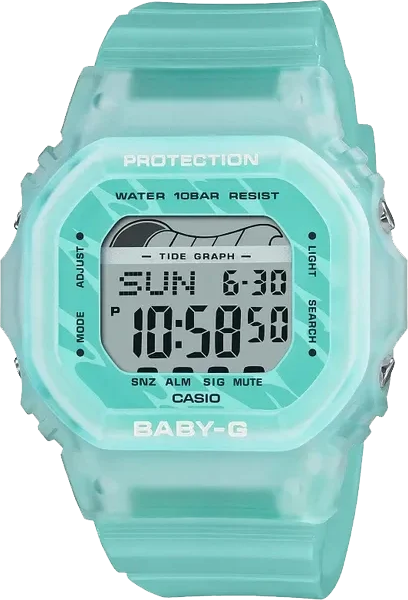 PROTECTION
WATER 10BAR RESIST
ADJUST
MODE
LIGHT
SEARCH
TIDE GRAPH
SUN 6-30
P 10:58 50
SNZ ALM SIG MUTE
CASIO
BABY-G